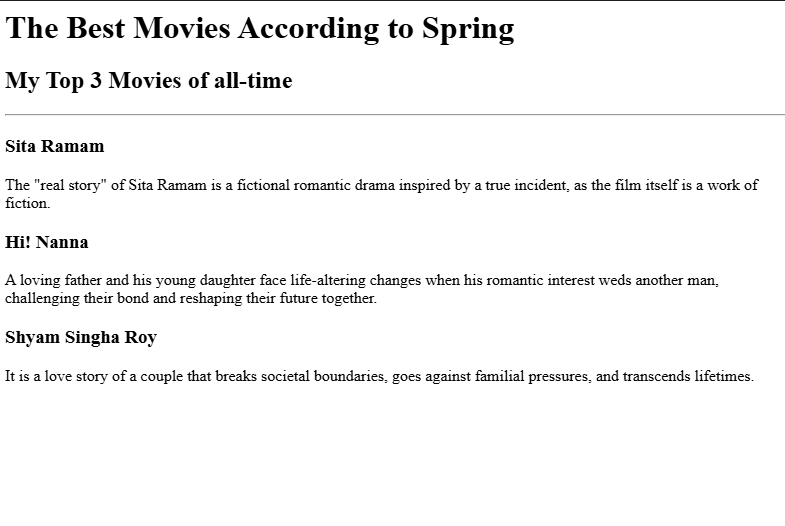 The Best Movies According to Spring
My Top 3 Movies of all-time
Sita Ramam
The "real story" of Sita Ramam is a fictional romantic drama inspired by a true incident, as the film itself is a work of
fiction.
Hi! Nanna
A loving father and his young daughter face life-altering changes when his romantic interest weds another man,
challenging their bond and reshaping their future together.
Shyam Singha Roy
It is a love story of a couple that breaks societal boundaries, goes against familial pressures, and transcends lifetimes.